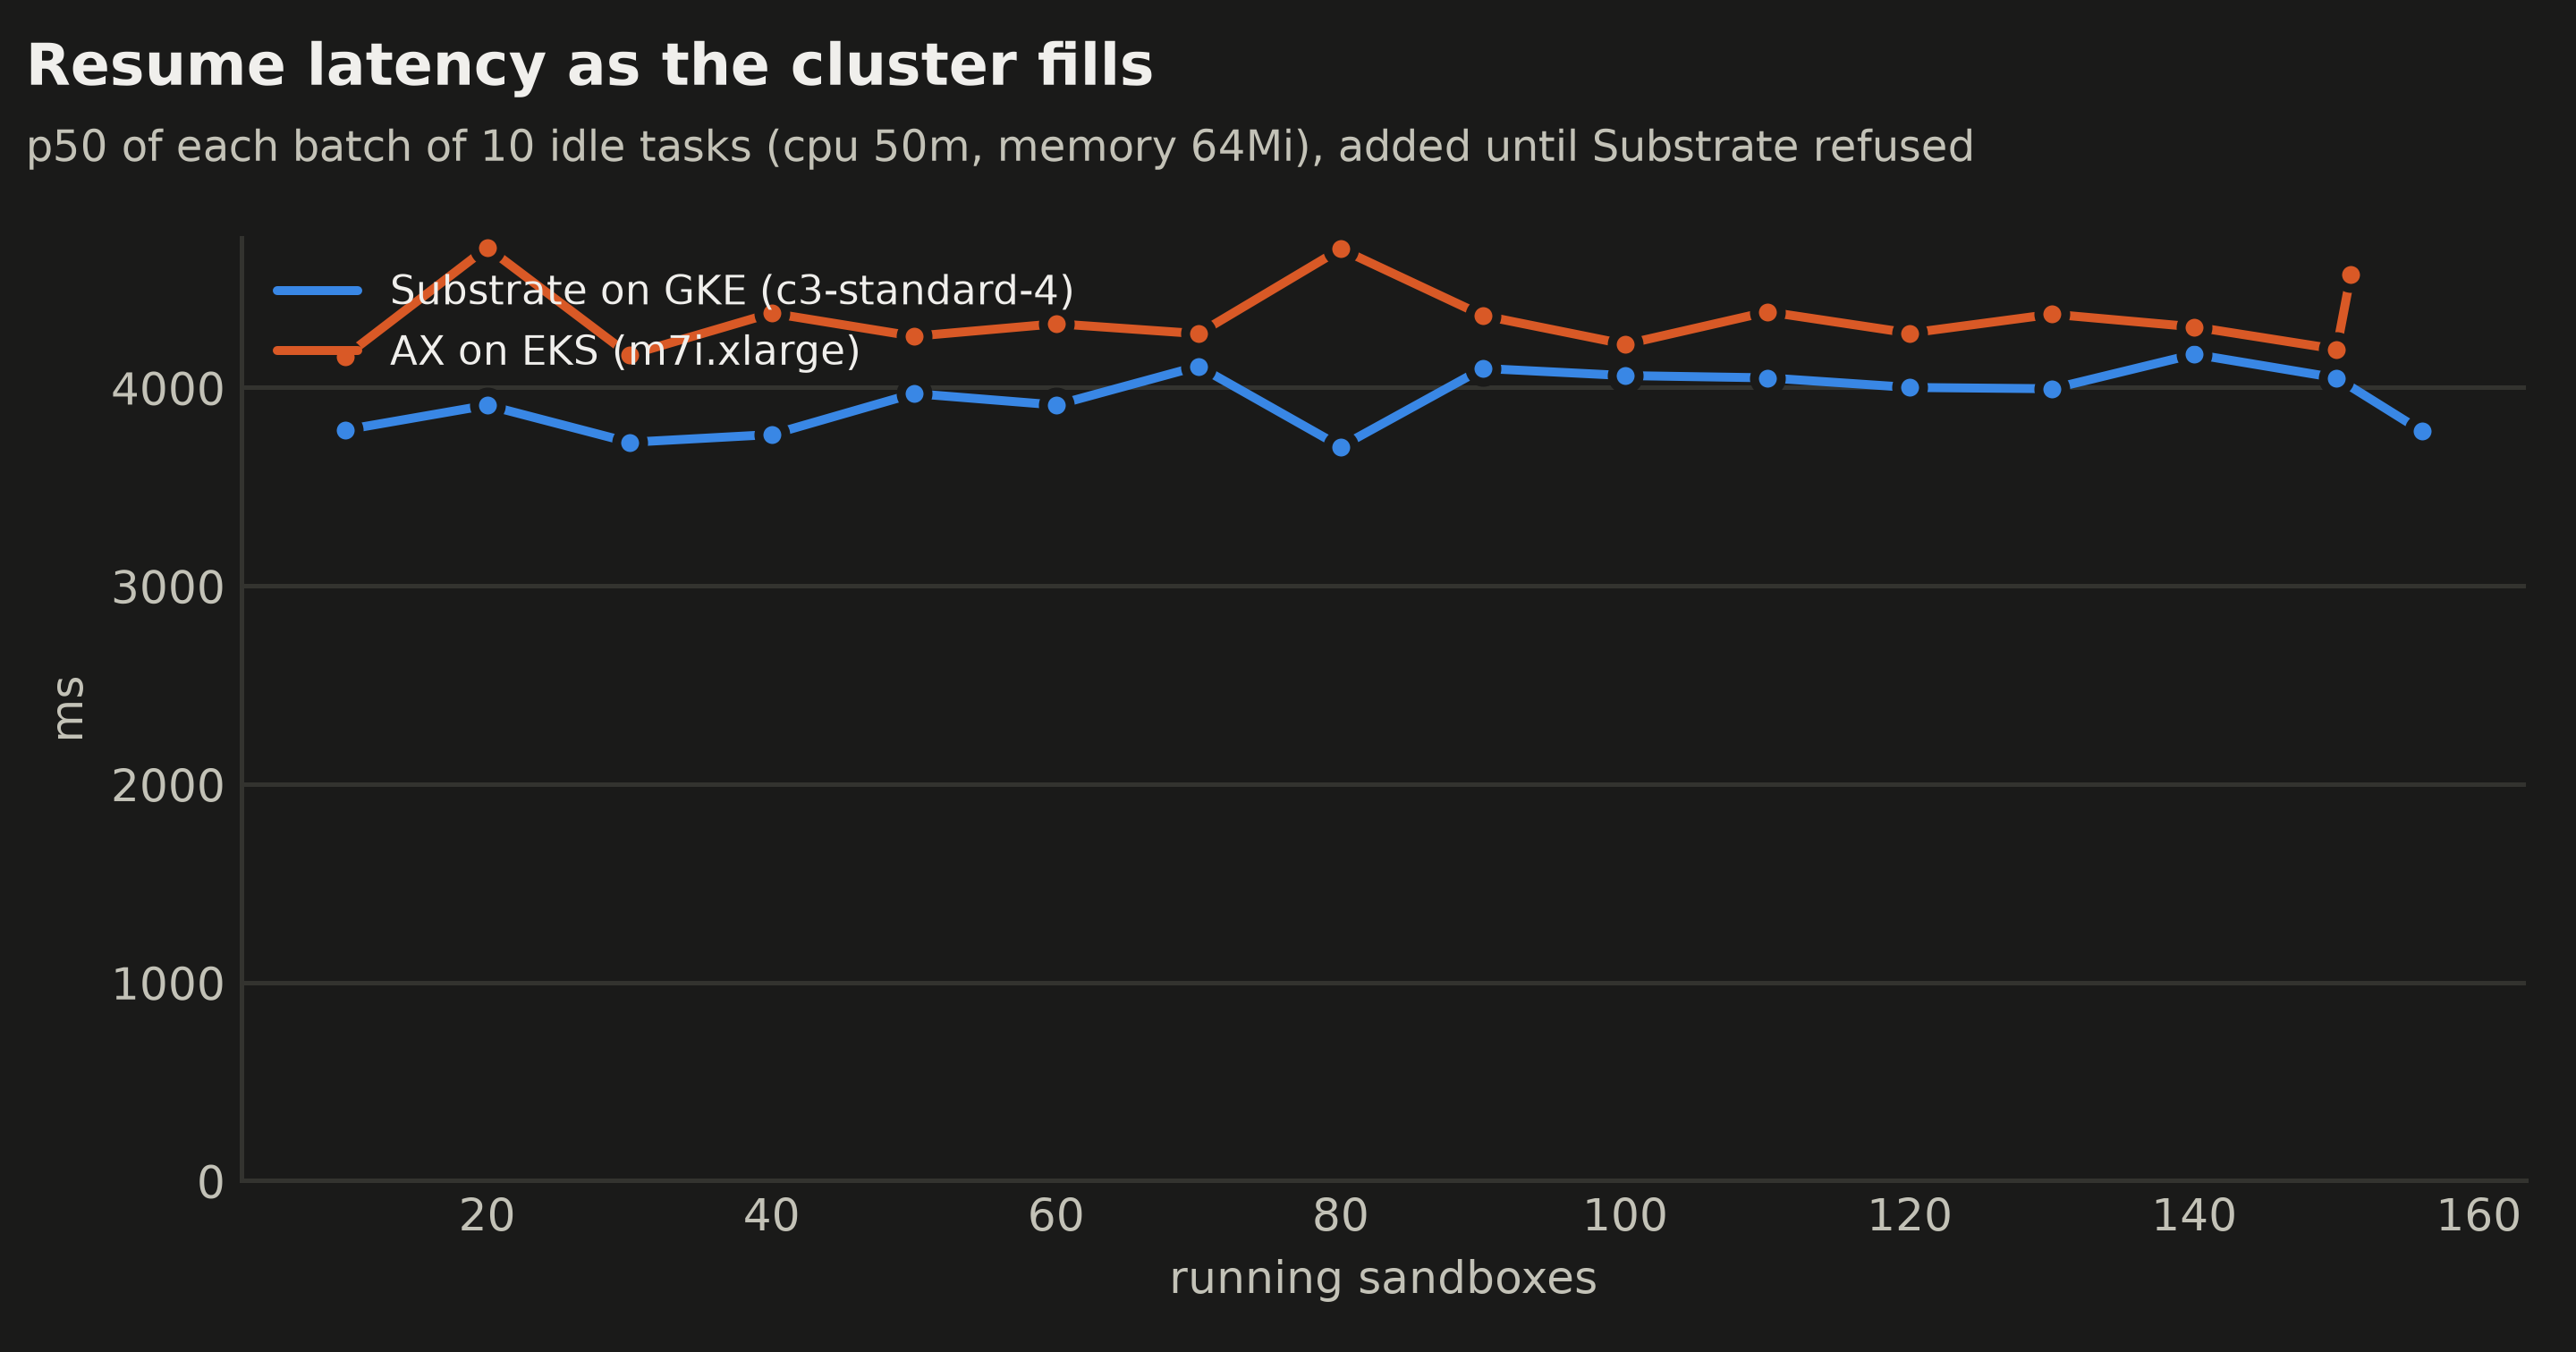 Resume latency as the cluster fills
p50 of each batch of 10 idle tasks (cpu 50m, memory 64Mi), added until Substrate refused
Substrate on GKE (c3-standard-4)
AX on EKS (m7i.xlarge)
4000
3000
2000
1000
0
ms
20 40 60 80 100 120 140 160
running sandboxes